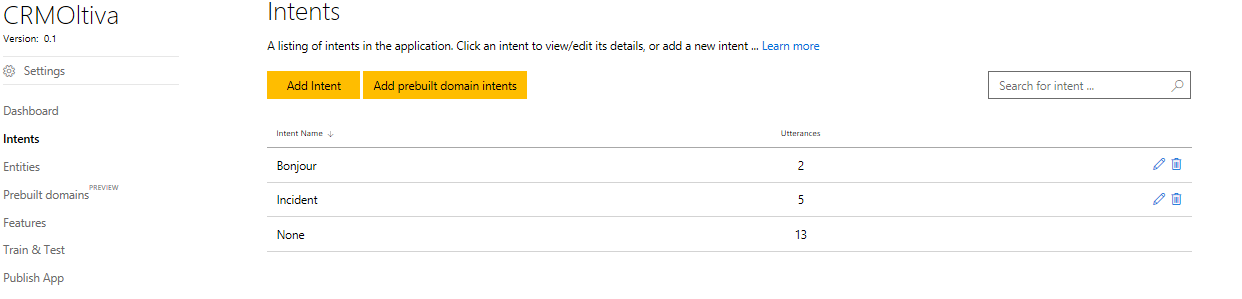 CRMOltiva
Version: 0.1
Settings
Dashboard
Intents
Entities
Prebuilt domains PREVIEW
Features
Train & Test
Publish App
Intents
A listing of intents in the application. Click an intent to view/edit its details, or add a new intent ... Learn more
Add Intent Add prebuilt domain intents Search for intent ...
Intent Name Utterances
Bonjour 2
Incident 5
None 13